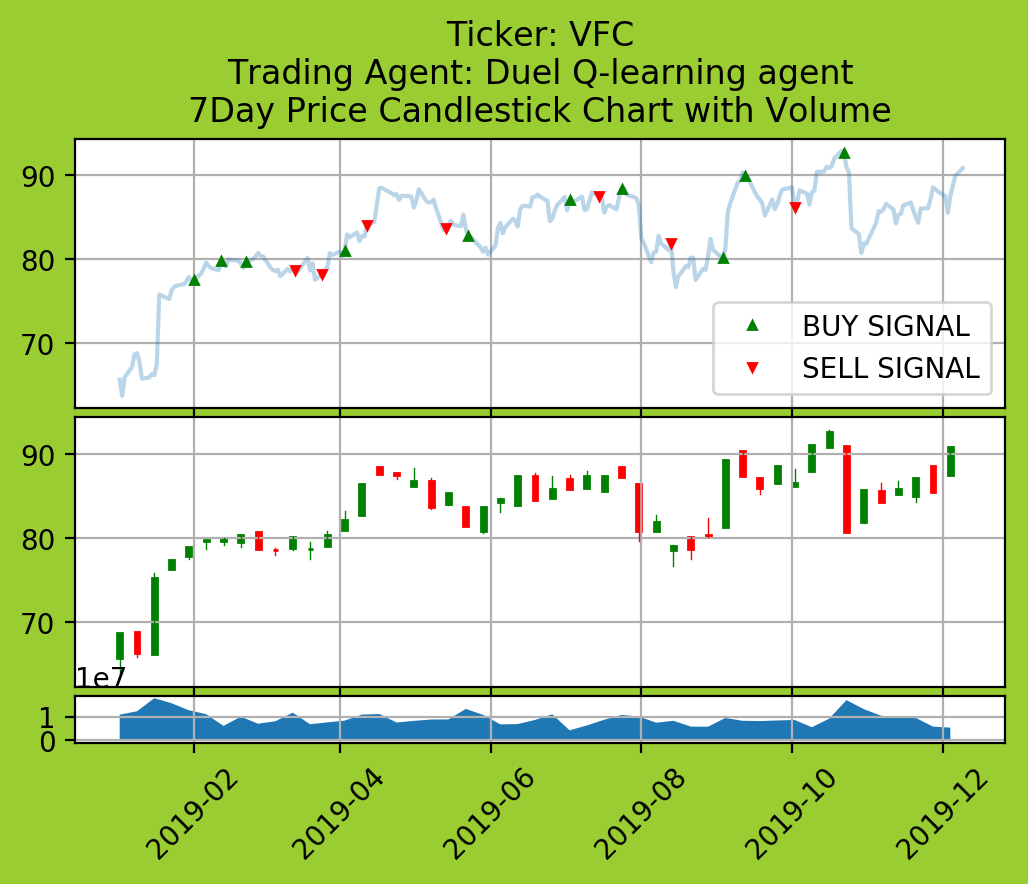 Ticker: VFC
Trading Agent: Duel Q-learning agent
7Day Price Candlestick Chart with Volume
90
80
70
BUY SIGNAL
SELL SIGNAL
90
80
70
1e7
1
0
2019-02
2019-04
2019-06
2019-08
2019-10
2019-12